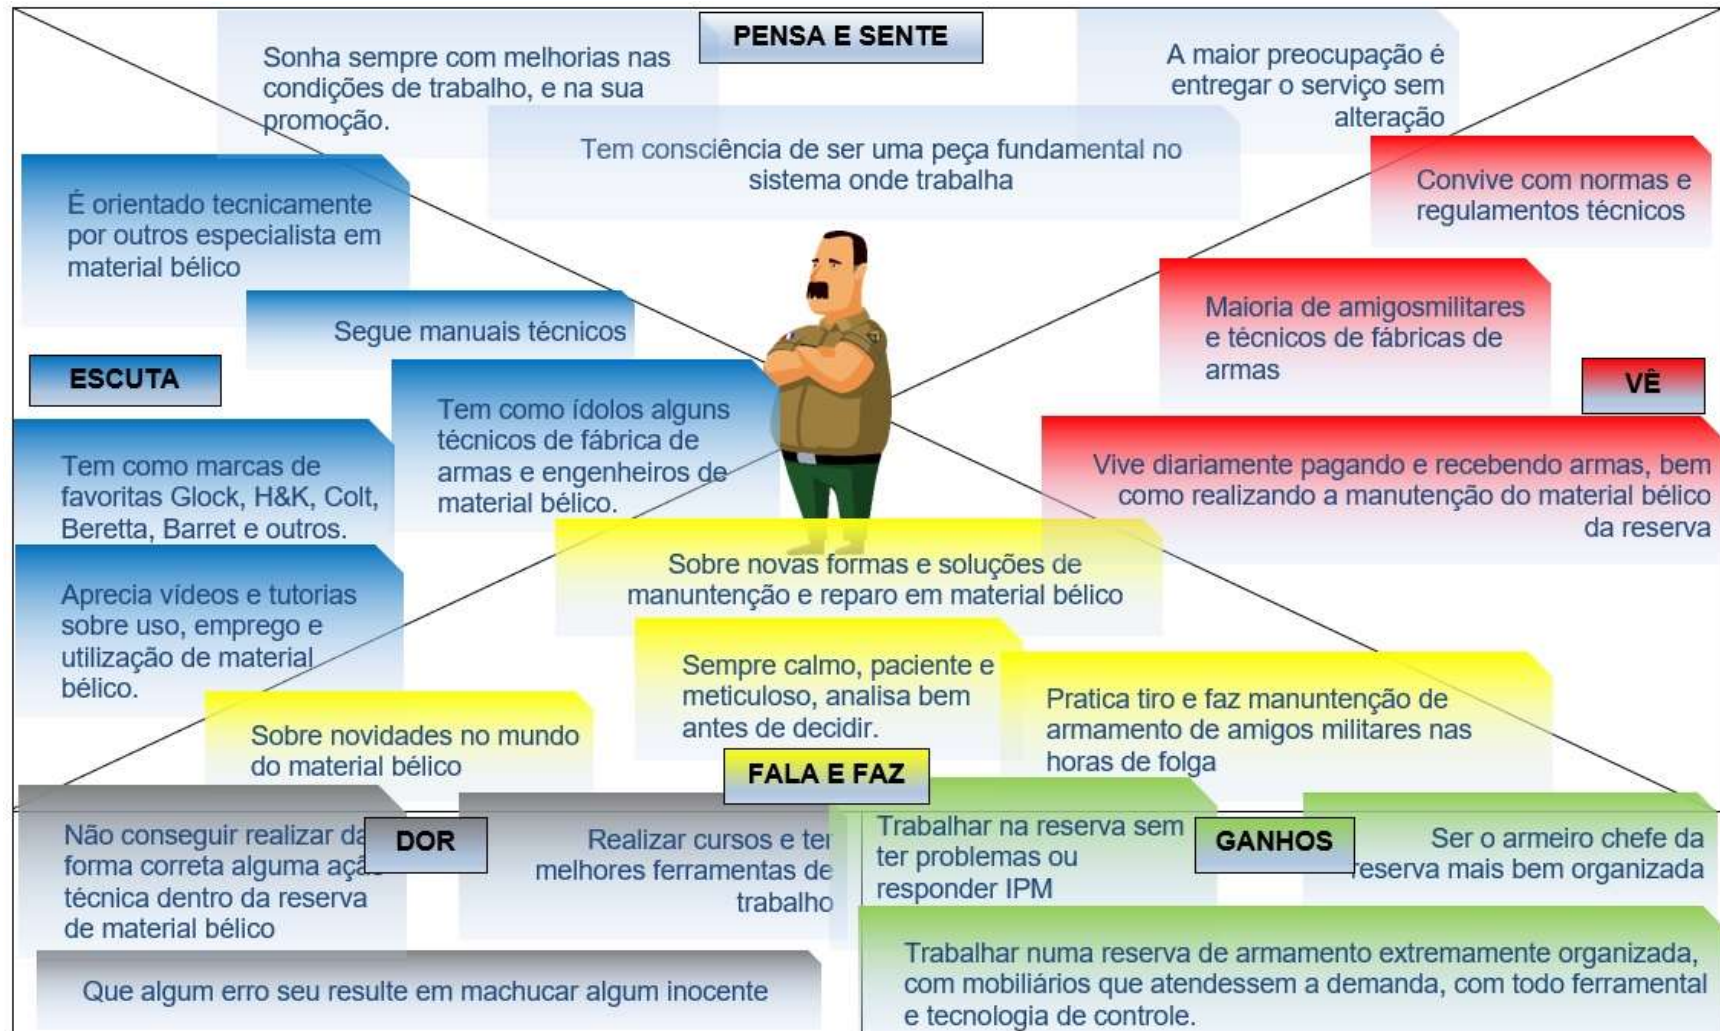 PENSA E SENTE
Sonha sempre com melhorias nas
condições de trabalho, e na sua
promoção.
A maior preocupação é
entregar o serviço sem
alteração
Tem consciência de ser uma peça fundamental no
sistema onde trabalha
É orientado tecnicamente
por outros especialista em
material bélico
Segue manuais técnicos
ESCUTA
Tem como ídolos alguns
técnicos de fábrica de
armas e engenheiros de
material bélico.
Tem como marcas de
favoritas Glock, H&K, Colt,
Beretta, Barret e outros.
Aprecia vídeos e tutorias
sobre uso, emprego e
utilização de material
bélico.
Convive com normas e
regulamentos técnicos
Maioria de amigosmilitares
e técnicos de fábricas de
armas
VÊ
Vive diariamente pagando e recebendo armas, bem
como realizando a manutenção do material bélico
da reserva
Sobre novas formas e soluções de
manuntenção e reparo em material bélico
Sempre calmo, paciente e
meticuloso, analisa bem
antes de decidir.
Pratica tiro e faz manuntenção de
armamento de amigos militares nas
horas de folga
Sobre novidades no mundo
do material bélico
FALA E FAZ
DOR
Não conseguir realizar da
forma correta alguma ação
técnica dentro da reserva
de material bélico
Realizar cursos e ter
melhores ferramentas de
trabalho
Que algum erro seu resulte em machucar algum inocente
GANHOS
Trabalhar na reserva sem
ter problemas ou
responder IPM
Ser o armeiro chefe da
reserva mais bem organizada
Trabalhar numa reserva de armamento extremamente organizada,
com mobiliários que atendessem a demanda, com todo ferramental
e tecnologia de controle.